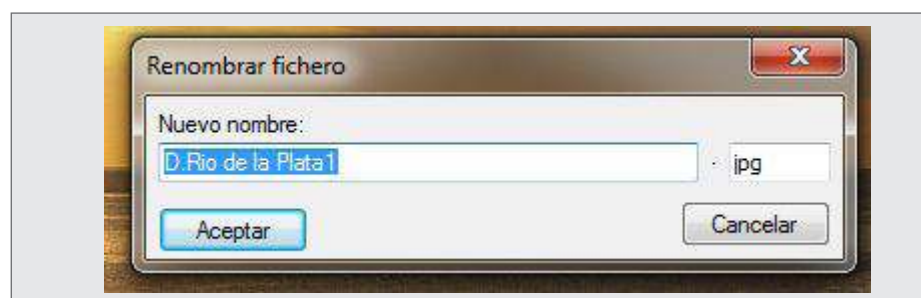 Renombrar fichero
Nuevo nombre:
D.Rio de la Plata1 . jpg
Aceptar Cancelar